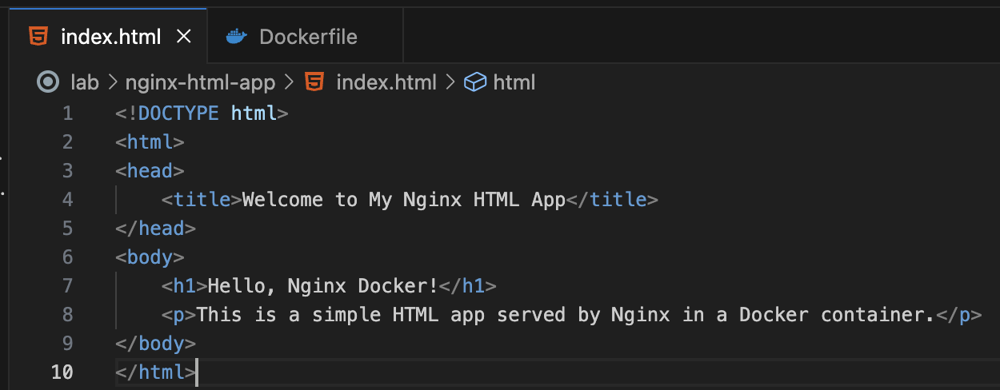 index.html
Dockerfile
lab > nginx-html-app > index.html > html
1 <!DOCTYPE html>
2 <html>
3 <head>
4     <title>Welcome to My Nginx HTML App</title>
5 </head>
6 <body>
7     <h1>Hello, Nginx Docker!</h1>
8     <p>This is a simple HTML app served by Nginx in a Docker container.</p>
9 </body>
10 </html>